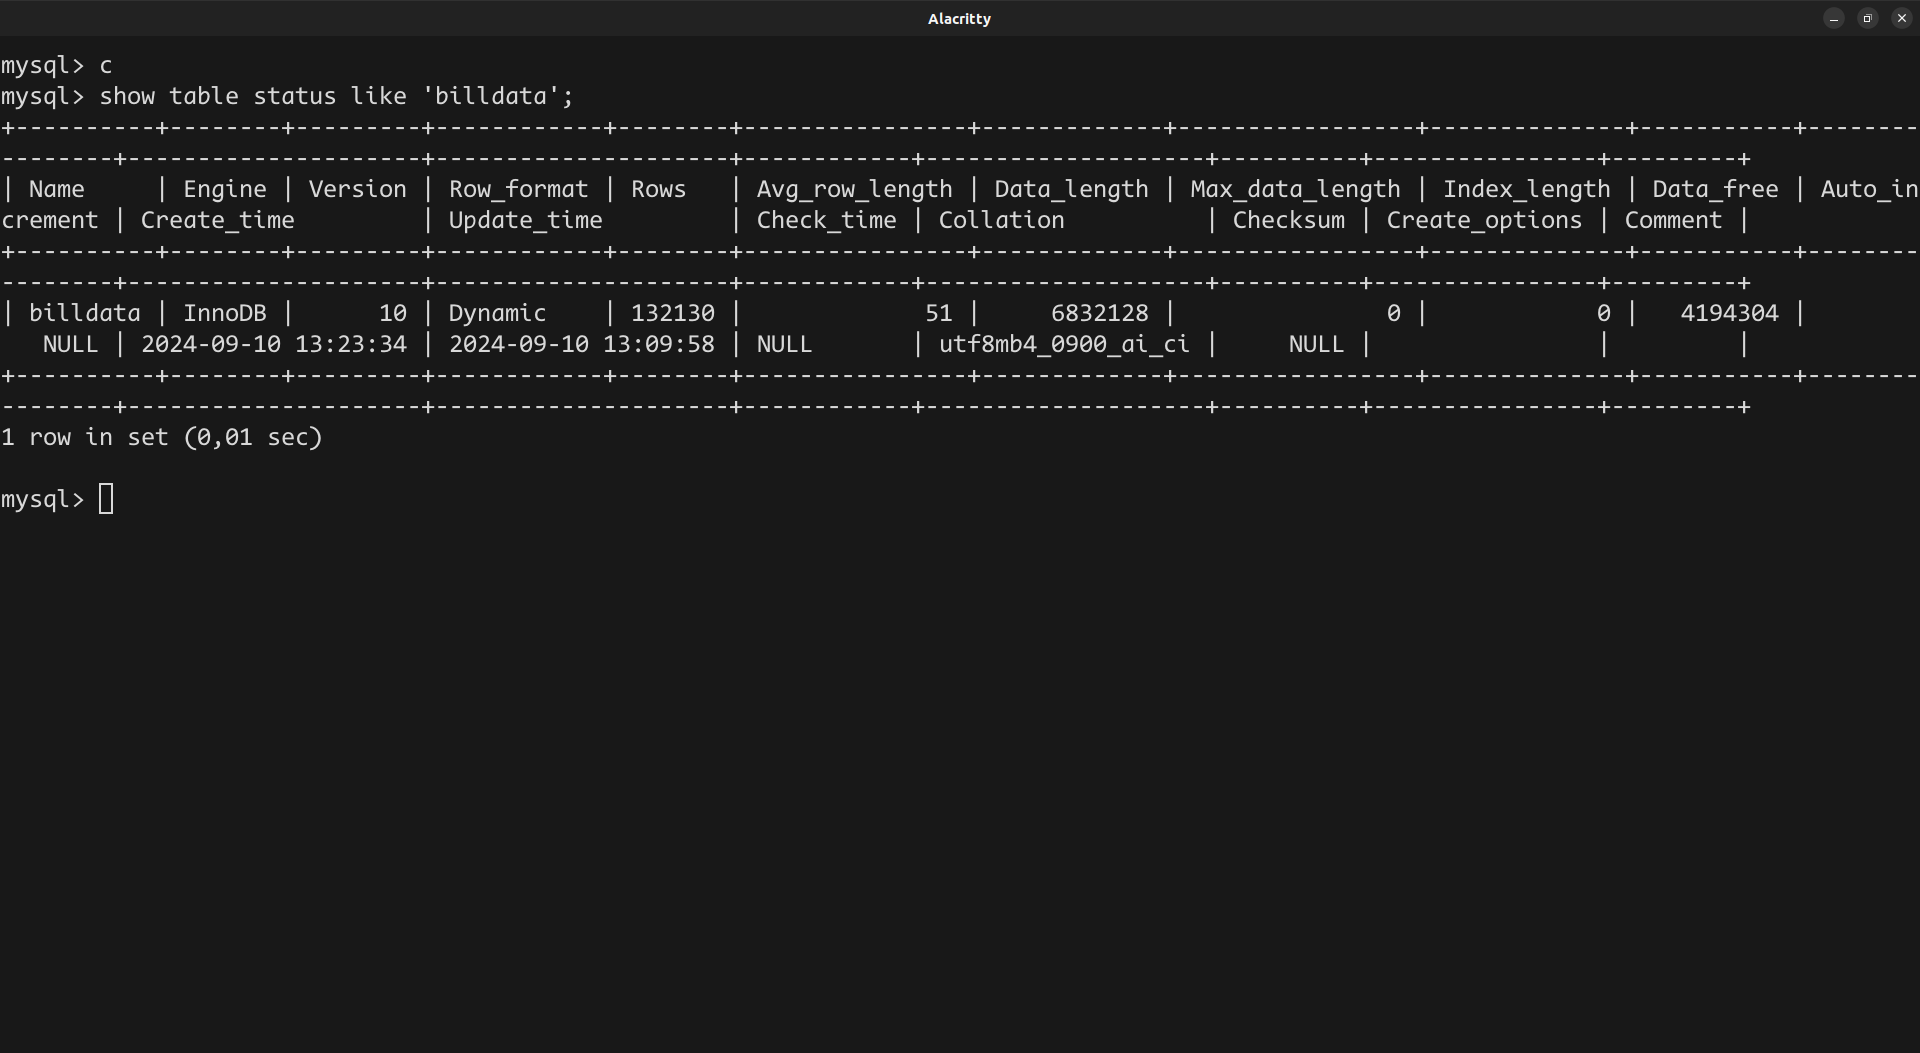 Alacritty
mysql> c
mysql> show table status like 'billdata';
+----------+--------+---------+------------+--------+----------------+-------------+-----------------+--------------+-----------+--------
--------+---------------------+---------------------+------------+--------------------+----------+----------------+---------+
| Name     | Engine | Version | Row_format | Rows   | Avg_row_length | Data_length | Max_data_length | Index_length | Data_free | Auto_in
crement | Create_time         | Update_time         | Check_time | Collation          | Checksum | Create_options | Comment |
+----------+--------+---------+------------+--------+----------------+-------------+-----------------+--------------+-----------+--------
--------+---------------------+---------------------+------------+--------------------+----------+----------------+---------+
| billdata | InnoDB |      10 | Dynamic    | 132130 |             51 |     6832128 |               0 |            0 |   4194304 |
   NULL | 2024-09-10 13:23:34 | 2024-09-10 13:09:58 | NULL       | utf8mb4_0900_ai_ci |     NULL |                |         |
+----------+--------+---------+------------+--------+----------------+-------------+-----------------+--------------+-----------+--------
--------+---------------------+---------------------+------------+--------------------+----------+----------------+---------+
1 row in set (0,01 sec)
mysql>